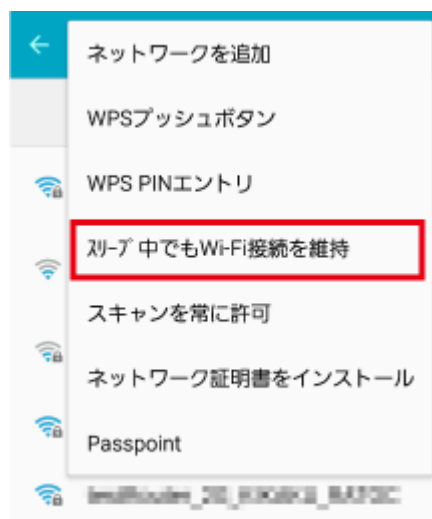 ネットワークを追加
WPSプッシュボタン
WPS PINエントリ
ｽﾘｰﾌﾟ中でもWi-Fi接続を維持
スキャンを常に許可
ネットワーク証明書をインストール
Passpoint